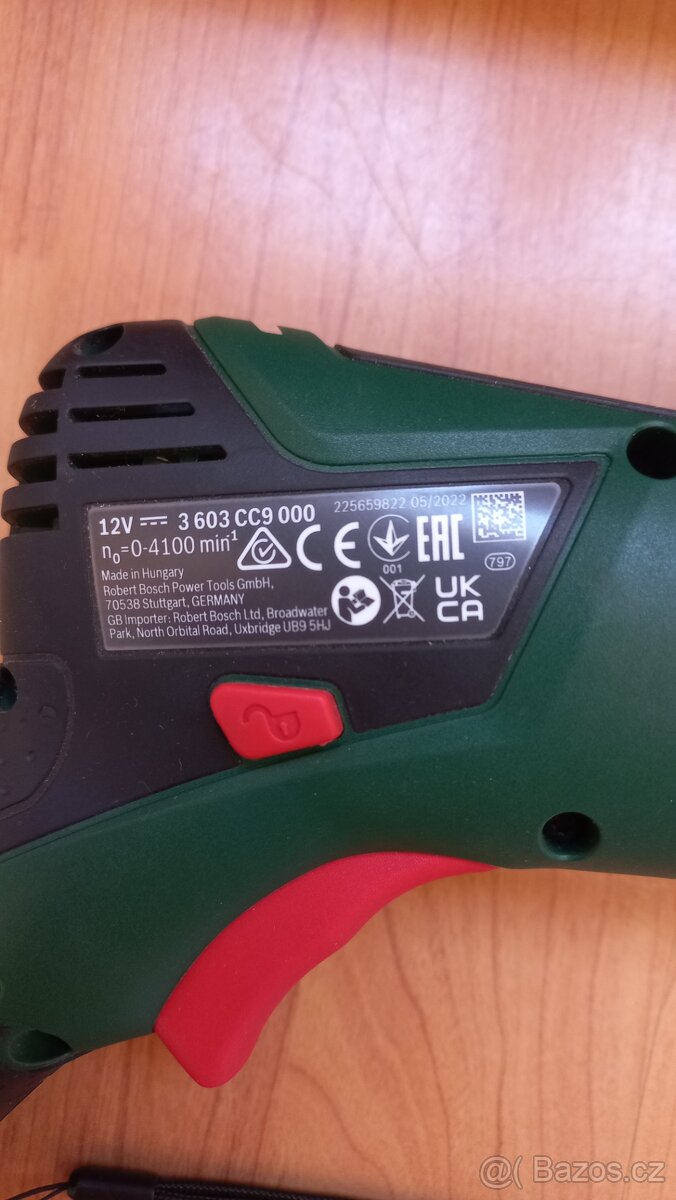 12V 3 603 CC9 000
225659822 05/2022
n₀=0-4100 min⁻¹
CE
001
EAC
797
Made in Hungary
Robert Bosch Power Tools GmbH,
70538 Stuttgart, GERMANY
GB Importer: Robert Bosch Ltd, Broadwater
Park, North Orbital Road, Uxbridge UB9 5HJ
UK
CA
@( Bazos.cz